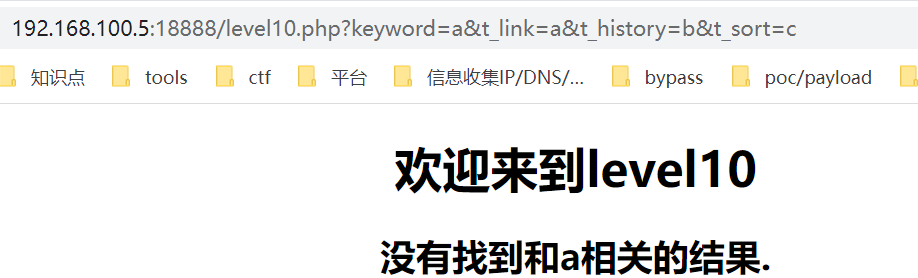 192.168.100.5:18888/level10.php?keyword=a&t_link=a&t_history=b&t_sort=c
知识点 tools ctf 平台 信息收集IP/DNS/... bypass poc/payload
欢迎来到level10
没有找到和a相关的结果.